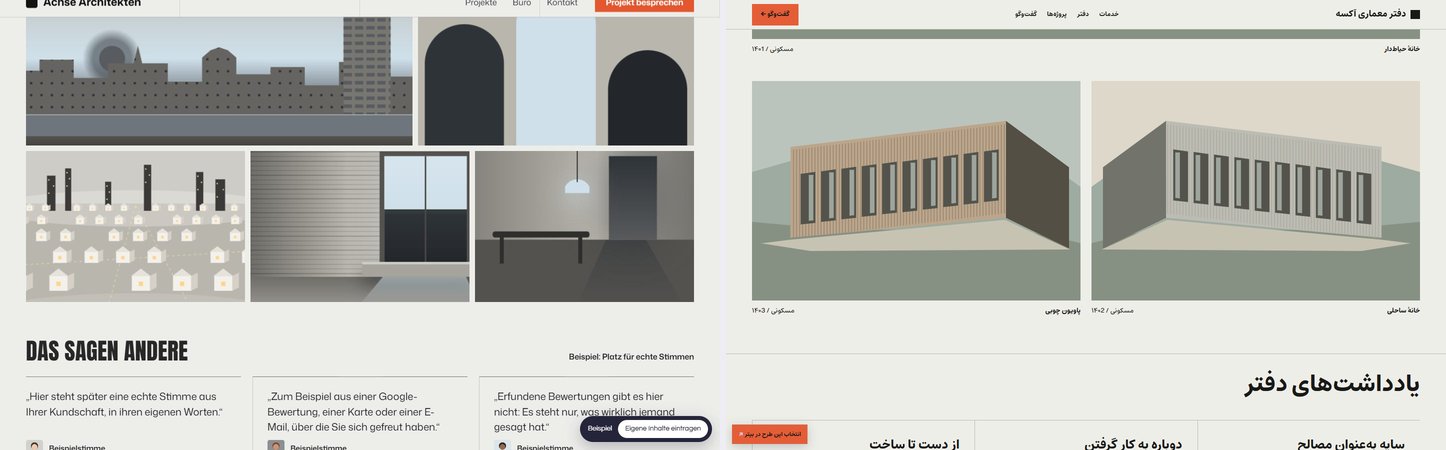 Achse Architekten
Projekte Büro Kontakt
Projekt besprechen
DAS SAGEN ANDERE
Beispiel: Platz für echte Stimmen
„Hier steht später eine echte Stimme aus
Ihrer Kundschaft, in ihren eigenen Worten.“
Beispielstimme
„Zum Beispiel aus einer Google-
Bewertung, einer Karte oder einer E-
Mail, über die Sie sich gefreut haben.“
Beispielstimme
„Erfundene Bewertungen gibt es hier
nicht: Es steht nur, was wirklich jemand
gesagt hat.“
Beispielstimme
Beispiel
Eigene Inhalte eintragen
دفتر معماری آکسه
خدمات دفتر پروژه‌ها گفت‌وگو
گفت‌وگو ←
خانهٔ حیاط‌دار
مسکونی / ۱۴۰۱
پاویون چوبی
مسکونی / ۱۴۰۳
خانهٔ ساحلی
مسکونی / ۱۴۰۲
یادداشت‌های دفتر
سایه به‌عنوان مصالح
دوباره به کار گرفتن
از دست تا ساخت
انتخاب این طرح در بیتر